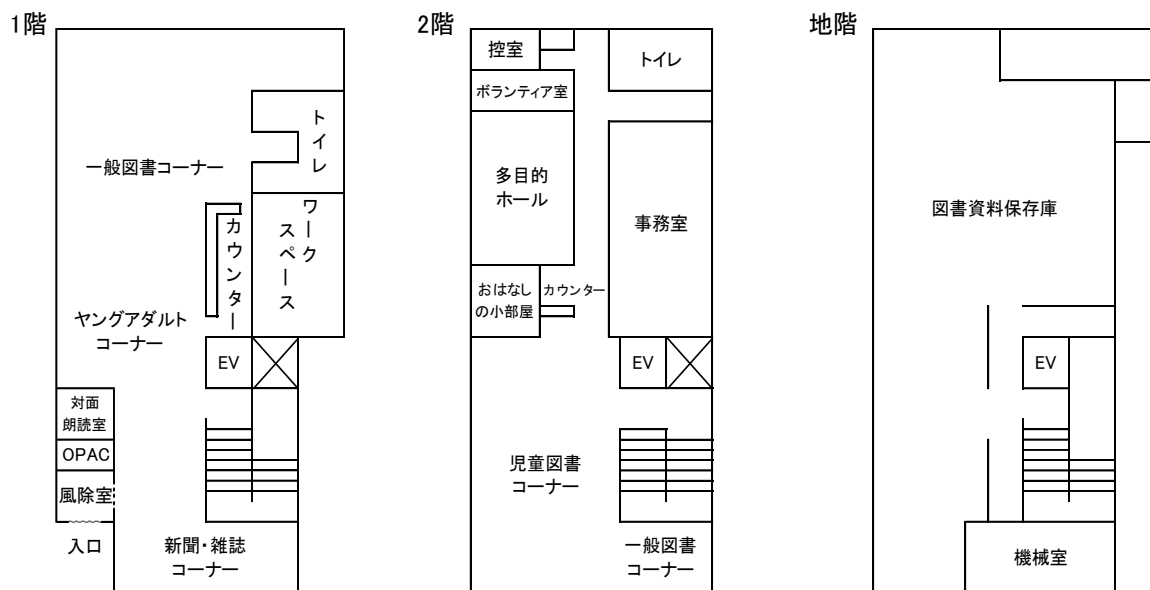 1階
一般図書コーナー
トイレ
ワーク
スペース
カウンター
ヤングアダルト
コーナー
EV
対面
朗読室
OPAC
風除室
入口
新聞・雑誌
コーナー
2階
控室
トイレ
ボランティア室
多目的
ホール
事務室
おはなし
の小部屋
カウンター
EV
児童図書
コーナー
一般図書
コーナー
地階
図書資料保存庫
EV
機械室